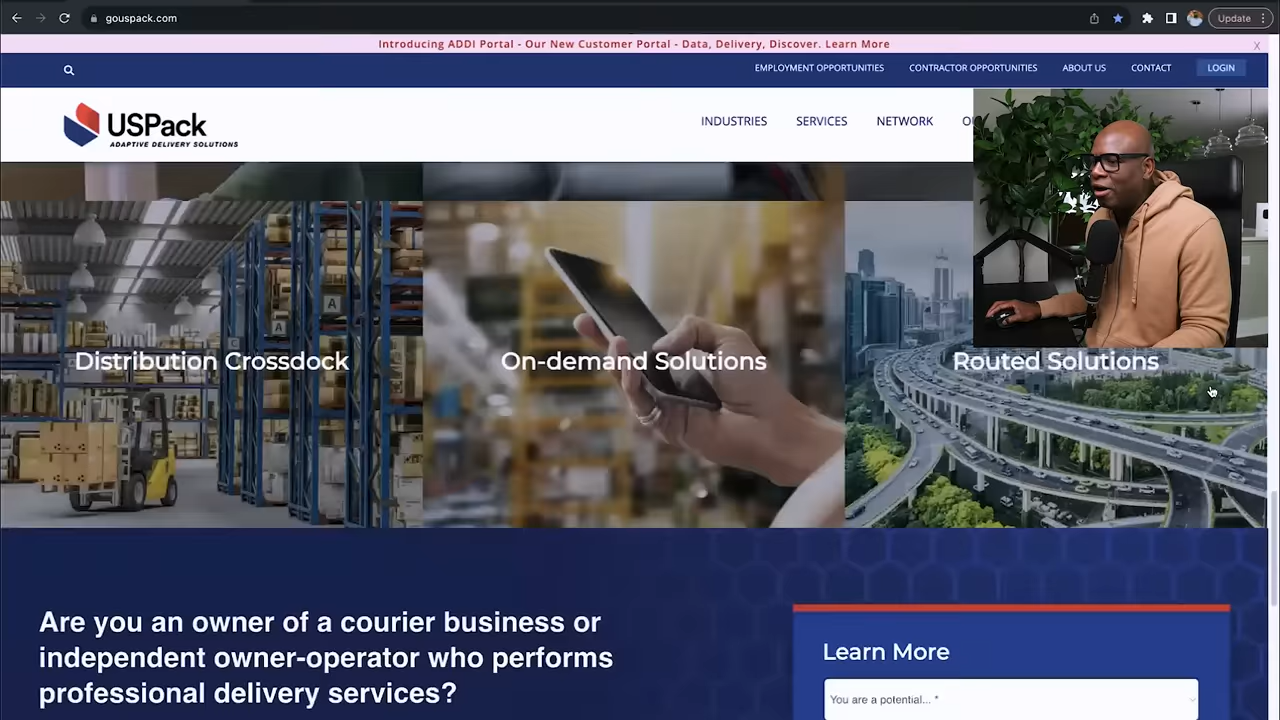 gouspack.com
Update
Introducing ADDI Portal - Our New Customer Portal - Data, Delivery, Discover. Learn More
X
EMPLOYMENT OPPORTUNITIES
CONTRACTOR OPPORTUNITIES
ABOUT US
CONTACT
LOGIN
USPack
ADAPTIVE DELIVERY SOLUTIONS
INDUSTRIES
SERVICES
NETWORK
A
A
C
Distribution Crossdock
On-demand Solutions
Routed Solutions
Are you an owner of a courier business or
independent owner-operator who performs
professional delivery services?
Learn More
You are a potential... *